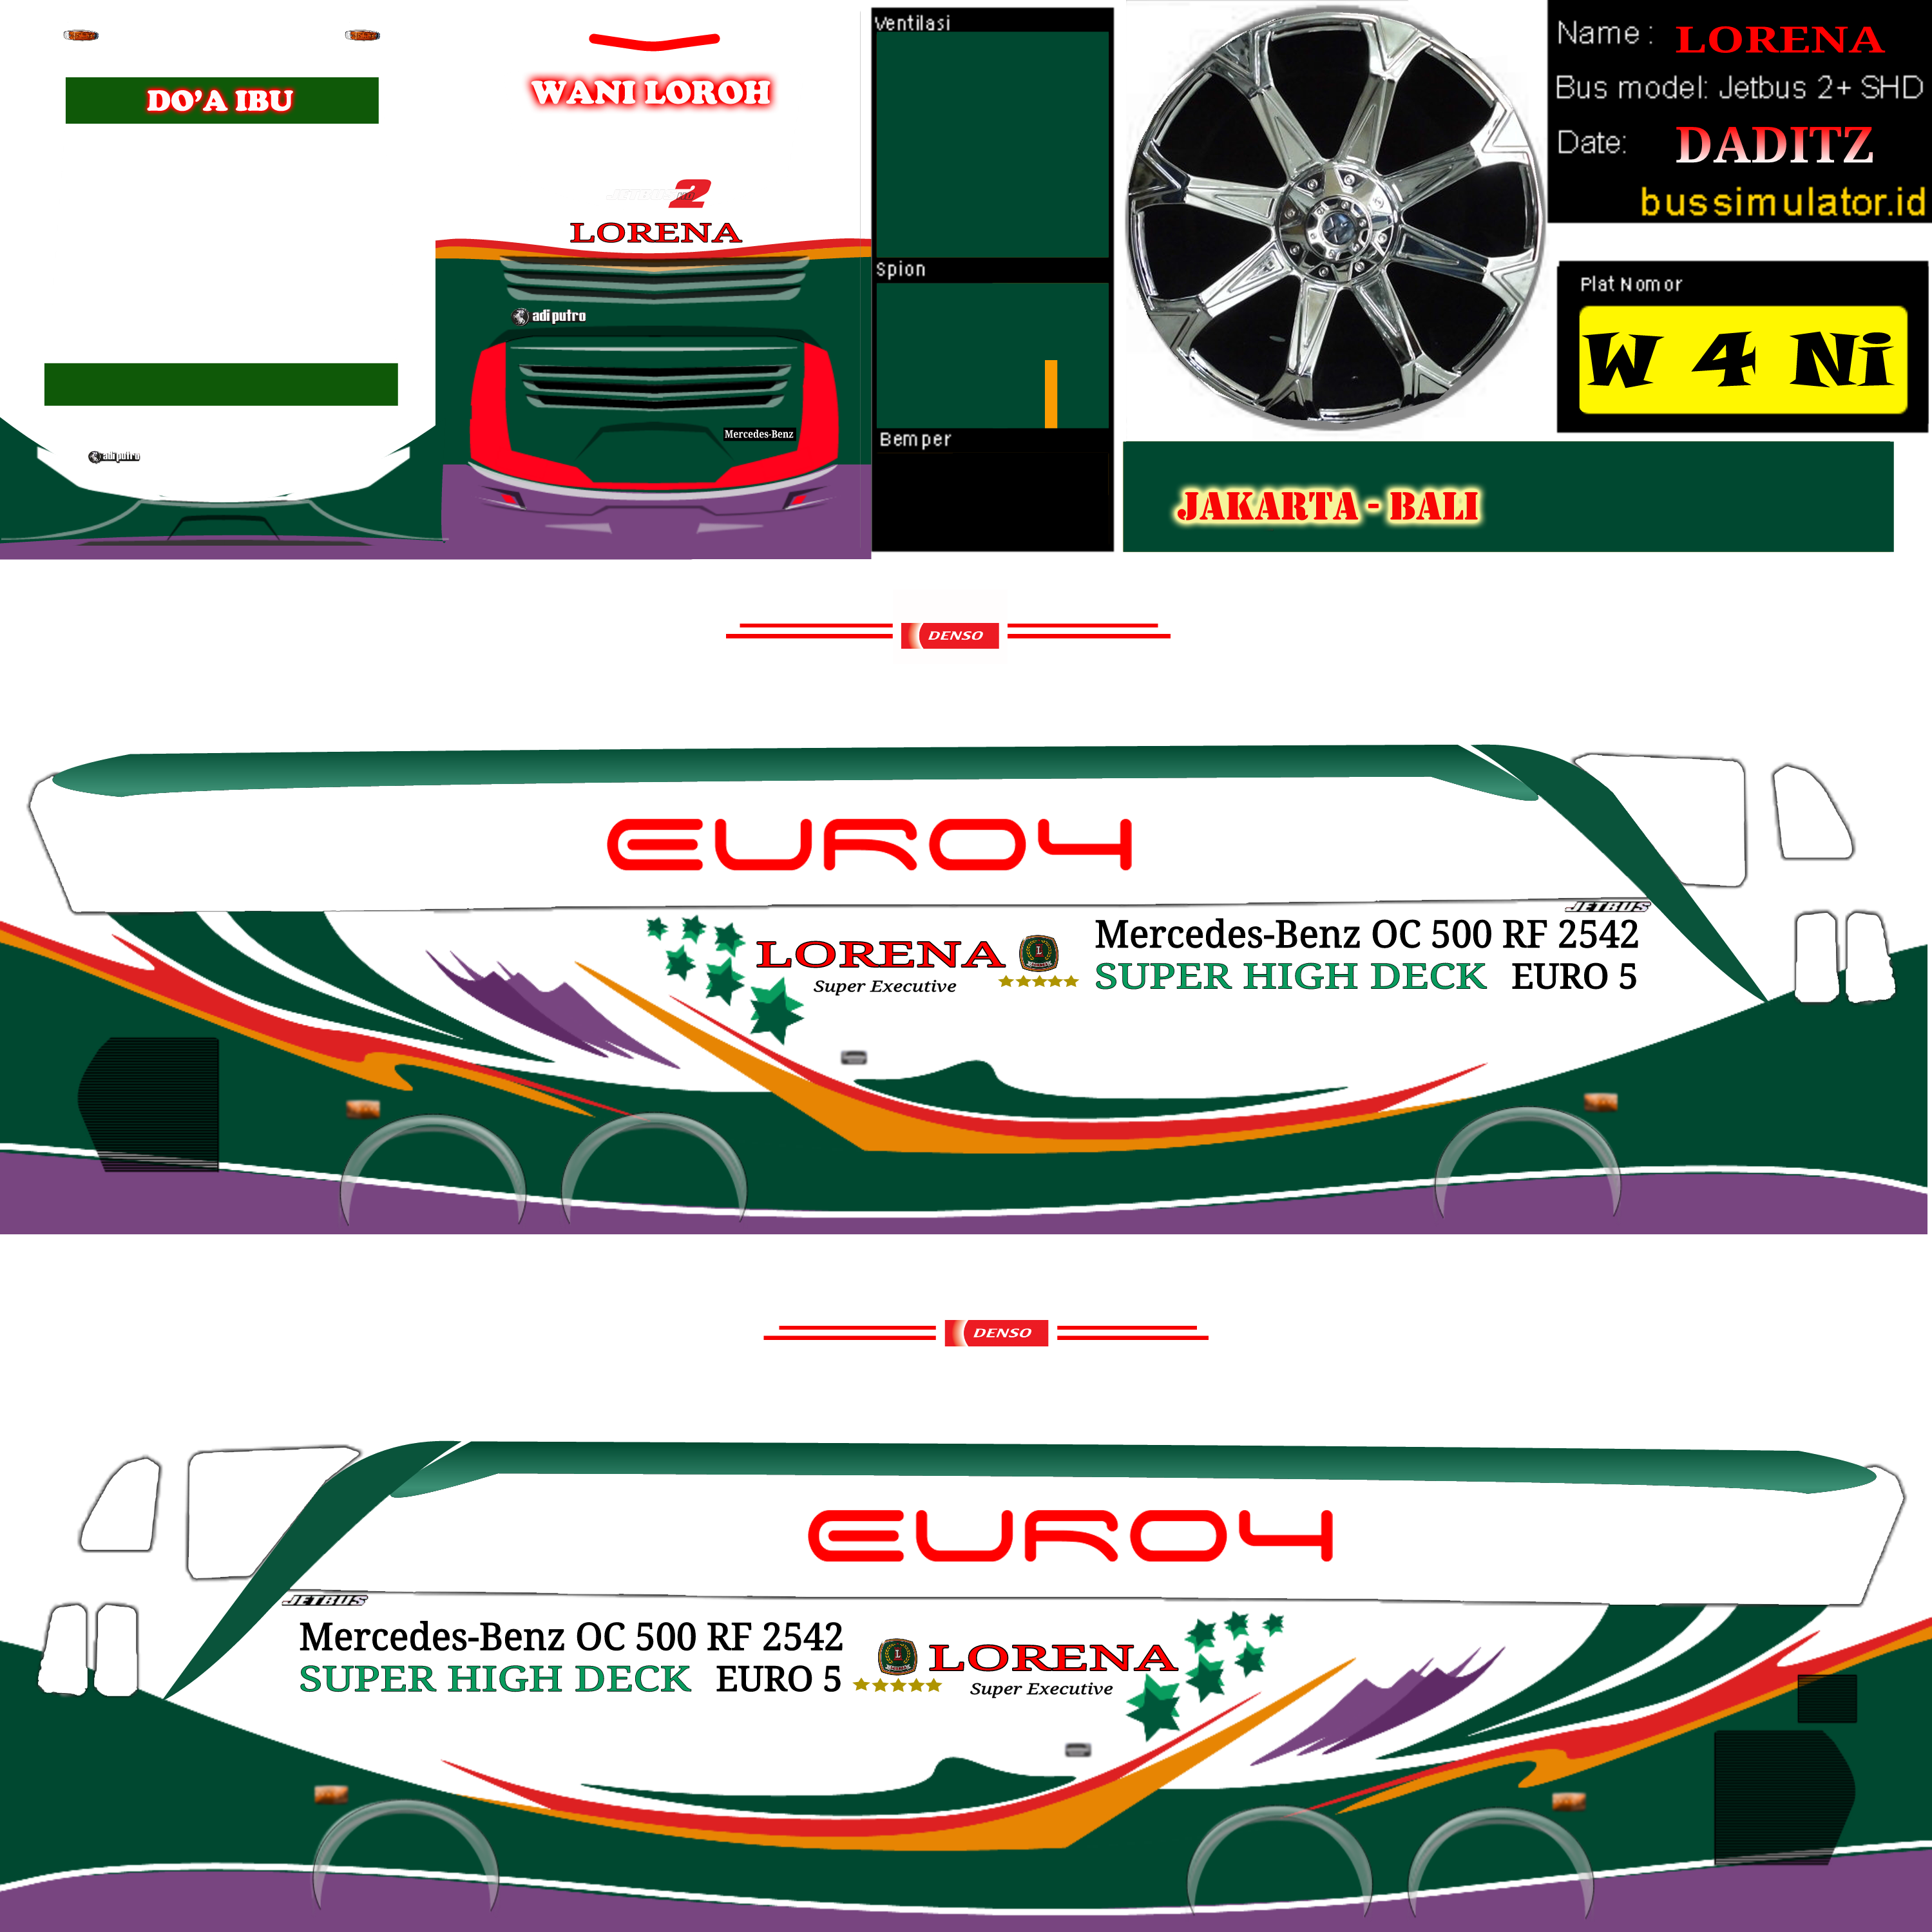 DO'A IBU
adiputro
WANI LOROH
JETBUS 2
LORENA
adiputro
Mercedes-Benz
Ventilasi
Spion
Bemper
Name : LORENA
Bus model: Jetbus 2+ SHD
Date: DADITZ
bussimulator.id
Plat Nomor
W 4 Ni
JAKARTA - BALI
DENSO
EURO4
JETBUS
LORENA
Super Executive
Mercedes-Benz OC 500 RF 2542
SUPER HIGH DECK EURO 5
DENSO
EURO4
JETBUS
Mercedes-Benz OC 500 RF 2542
SUPER HIGH DECK EURO 5
LORENA
Super Executive